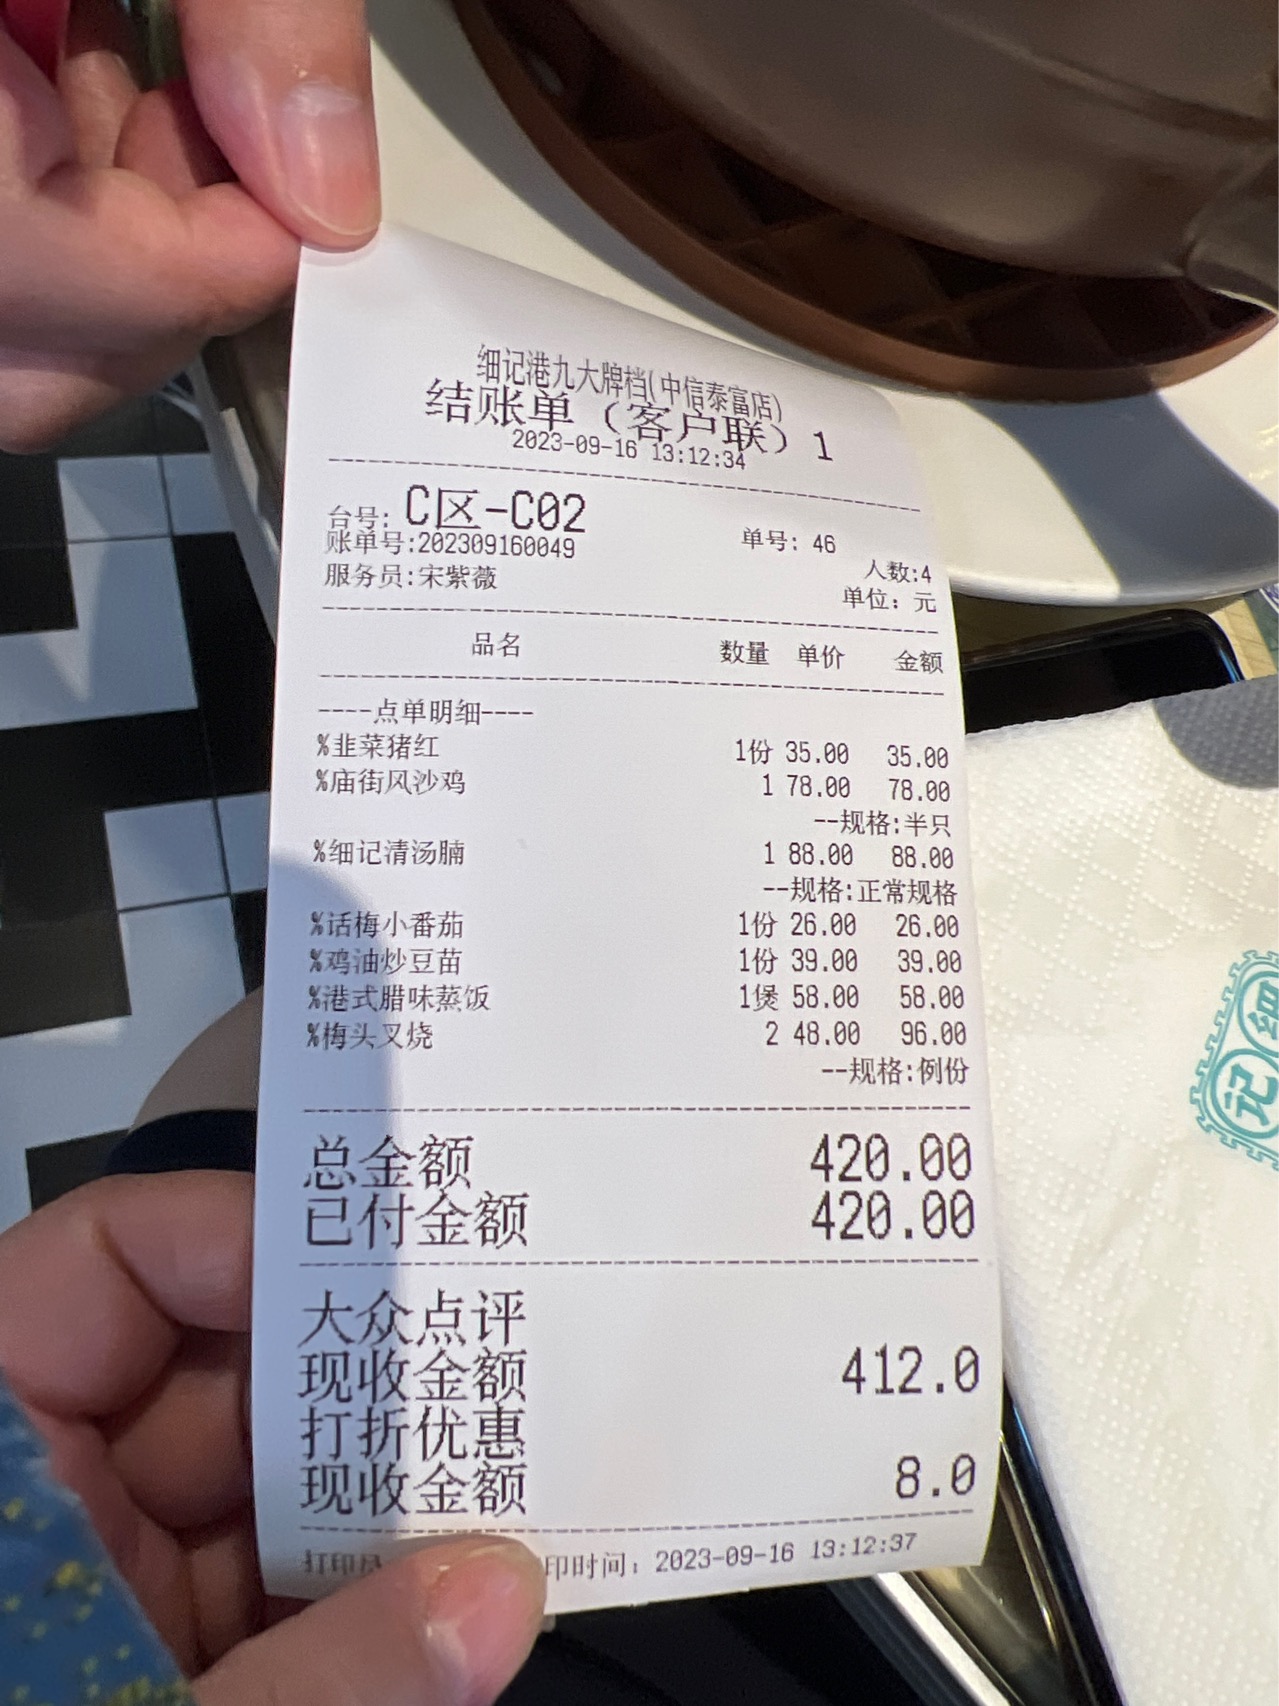 细记港九大牌档(中信泰富店)
结账单（客户联）1
2023-09-16 13:12:34
台号: C区-C02
单号: 46
账单号:202309160049
人数:4
服务员:宋紫薇
单位: 元
品名 数量 单价 金额
----点单明细----
%韭菜猪红 1份 35.00 35.00
%庙街风沙鸡 1 78.00 78.00
--规格:半只
%细记清汤腩 1 88.00 88.00
--规格:正常规格
%话梅小番茄 1份 26.00 26.00
%鸡油炒豆苗 1份 39.00 39.00
%港式腊味蒸饭 1煲 58.00 58.00
%梅头叉烧 2 48.00 96.00
--规格:例份
总金额 420.00
已付金额 420.00
大众点评
现收金额 412.0
打折优惠
现收金额 8.0
打印 印时间: 2023-09-16 13:12:37
细
记